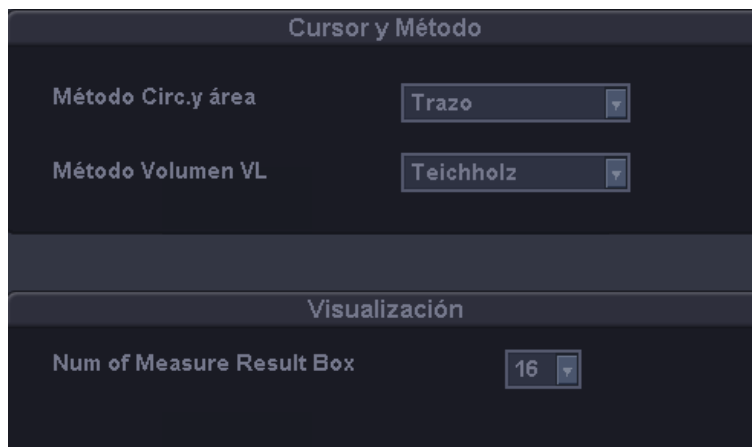 Cursor y Método
Método Circ.y área Trazo
Método Volumen VL Teichholz
Visualización
Num of Measure Result Box 16